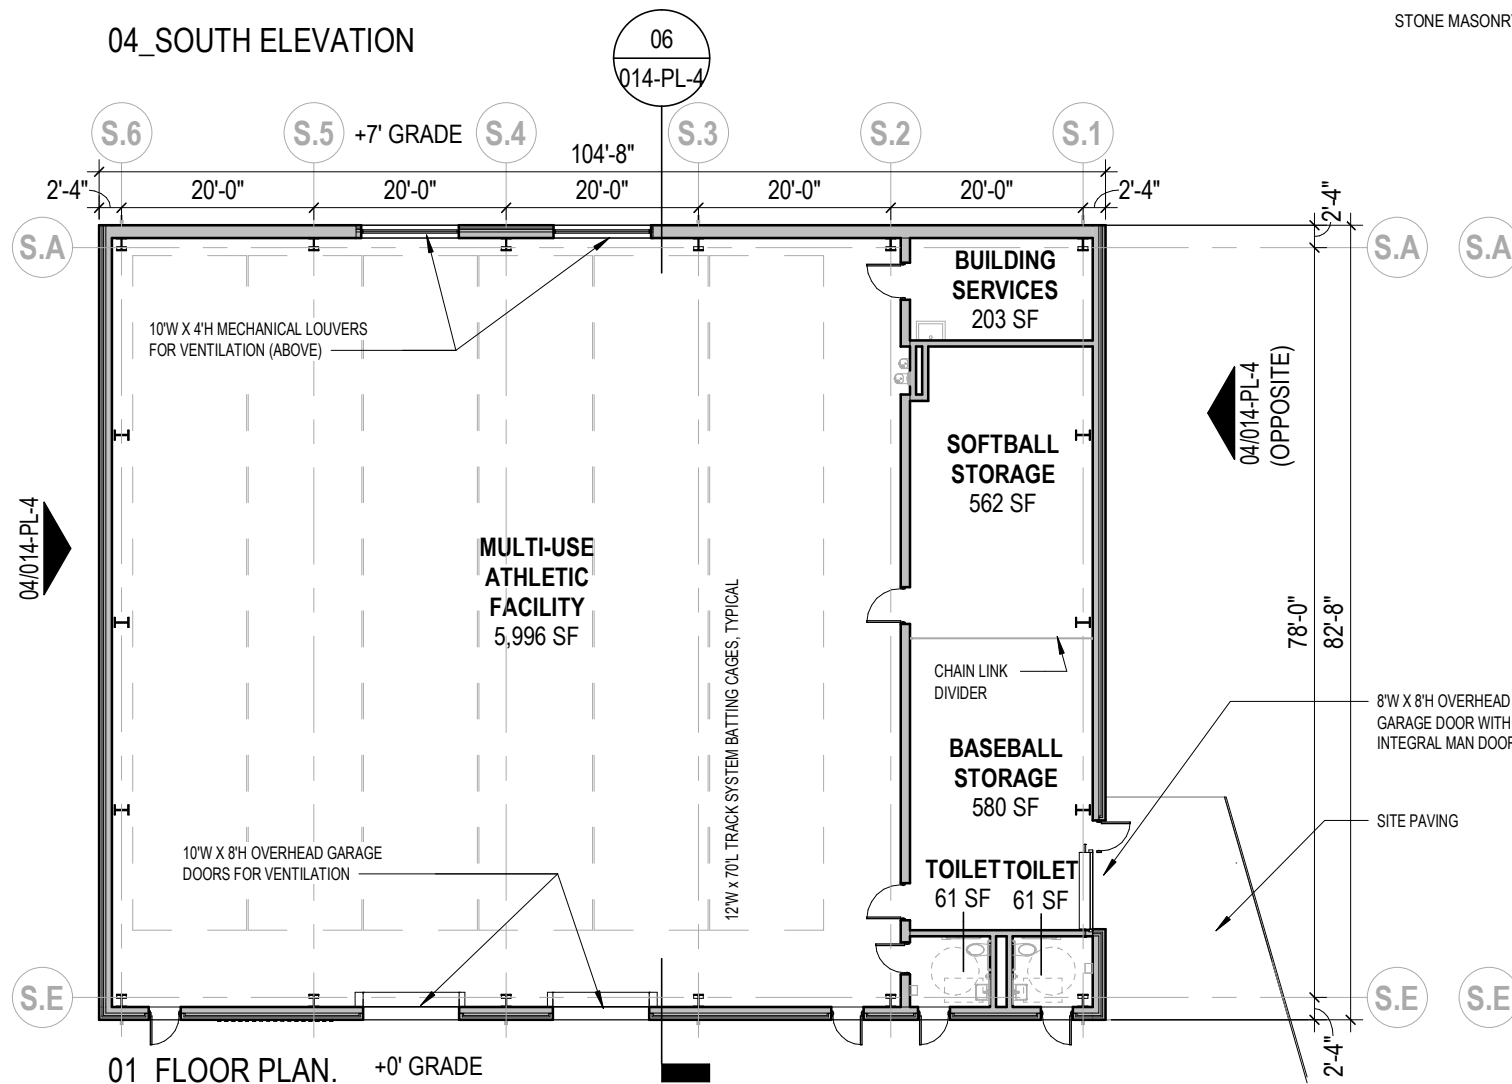 04_SOUTH ELEVATION
06
014-PL-4
STONE MASONRY
S.6
S.5
+7' GRADE
S.4
S.3
S.2
S.1
104'-8"
2'-4"
20'-0"
20'-0"
20'-0"
20'-0"
20'-0"
2'-4"
2'-4"
S.A
S.A
S.A
BUILDING
SERVICES
203 SF
10'W X 4'H MECHANICAL LOUVERS
FOR VENTILATION (ABOVE)
04/014-PL-4
(OPPOSITE)
SOFTBALL
STORAGE
562 SF
04/014-PL-4
MULTI-USE
ATHLETIC
FACILITY
5,996 SF
12'W x 70'L TRACK SYSTEM BATTING CAGES, TYPICAL
78'-0"
82'-8"
CHAIN LINK
DIVIDER
8'W X 8'H OVERHEAD
GARAGE DOOR WITH
INTEGRAL MAN DOOR
BASEBALL
STORAGE
580 SF
SITE PAVING
10'W X 8'H OVERHEAD GARAGE
DOORS FOR VENTILATION
TOILET
61 SF
TOILET
61 SF
S.E
S.E
S.E
2'-4"
01_FLOOR PLAN.
+0' GRADE